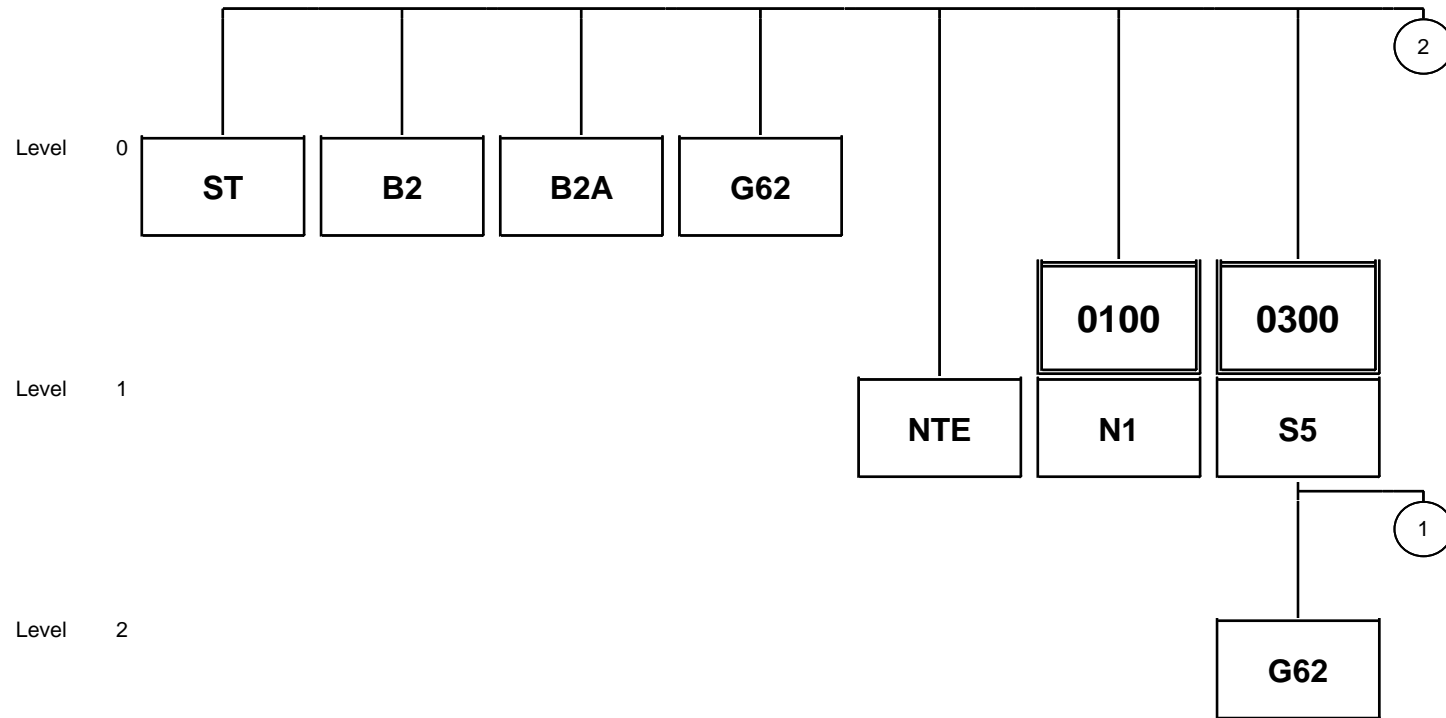 2
Level 0
ST B2 B2A G62
0100 0300
Level 1
NTE N1 S5
1
Level 2
G62